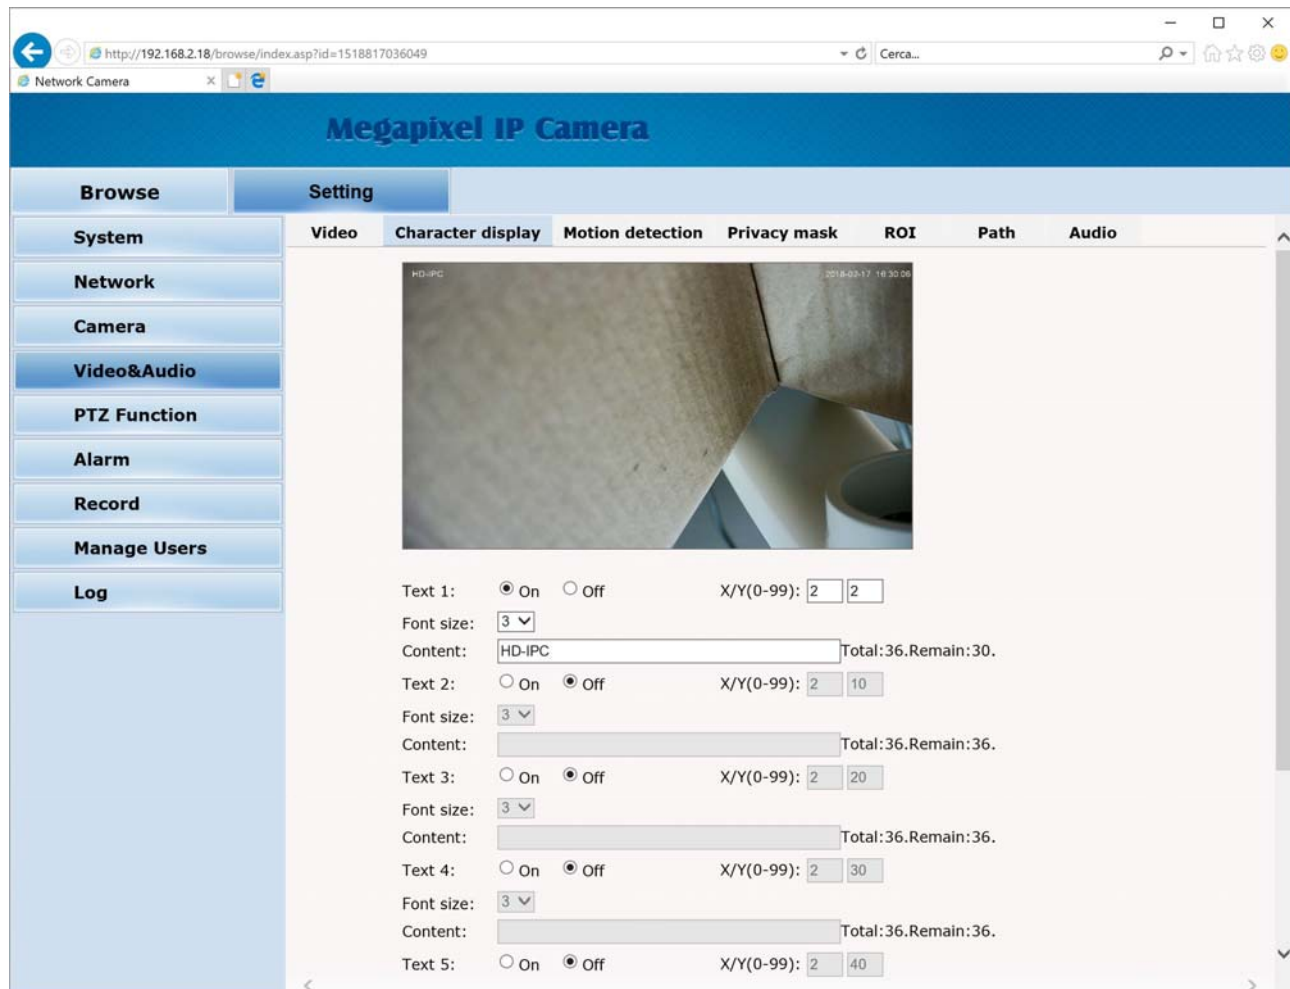 http://192.168.2.18/browse/index.asp?id=1518817036049
Cerca...
Network Camera
Megapixel IP Camera
Browse
Setting
System
Network
Camera
Video&Audio
PTZ Function
Alarm
Record
Manage Users
Log
Video Character display Motion detection Privacy mask ROI Path Audio
HD-IPC 2018-02-17 16:30:06
Text 1: On Off X/Y(0-99): 2 2
Font size: 3
Content: HD-IPC Total:36.Remain:30.
Text 2: On Off X/Y(0-99): 2 10
Font size: 3
Content: Total:36.Remain:36.
Text 3: On Off X/Y(0-99): 2 20
Font size: 3
Content: Total:36.Remain:36.
Text 4: On Off X/Y(0-99): 2 30
Font size: 3
Content: Total:36.Remain:36.
Text 5: On Off X/Y(0-99): 2 40